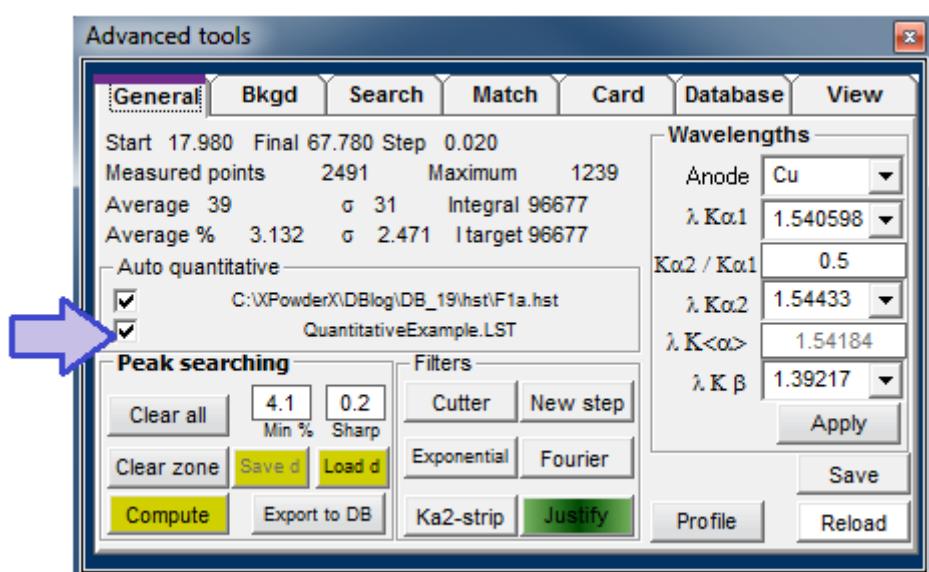 Advanced tools
General Bkgd Search Match Card Database View
Start 17.980 Final 67.780 Step 0.020
Measured points 2491 Maximum 1239
Average 39 σ 31 Integral 96677
Average % 3.132 σ 2.471 I target 96677
Auto quantitative
C:\XPowderX\DBlog\DB_19\hst\F1a.hst
QuantitativeExample.LST
Peak searching
Clear all 4.1 0.2
Min % Sharp
Clear zone Save d Load d
Compute Export to DB
Filters
Cutter New step
Exponential Fourier
Ka2-strip Justify
Wavelengths
Anode Cu
λ Kα1 1.540598
Kα2 / Kα1 0.5
λ Kα2 1.54433
λ K<α> 1.54184
λ K β 1.39217
Apply
Save
Profile Reload